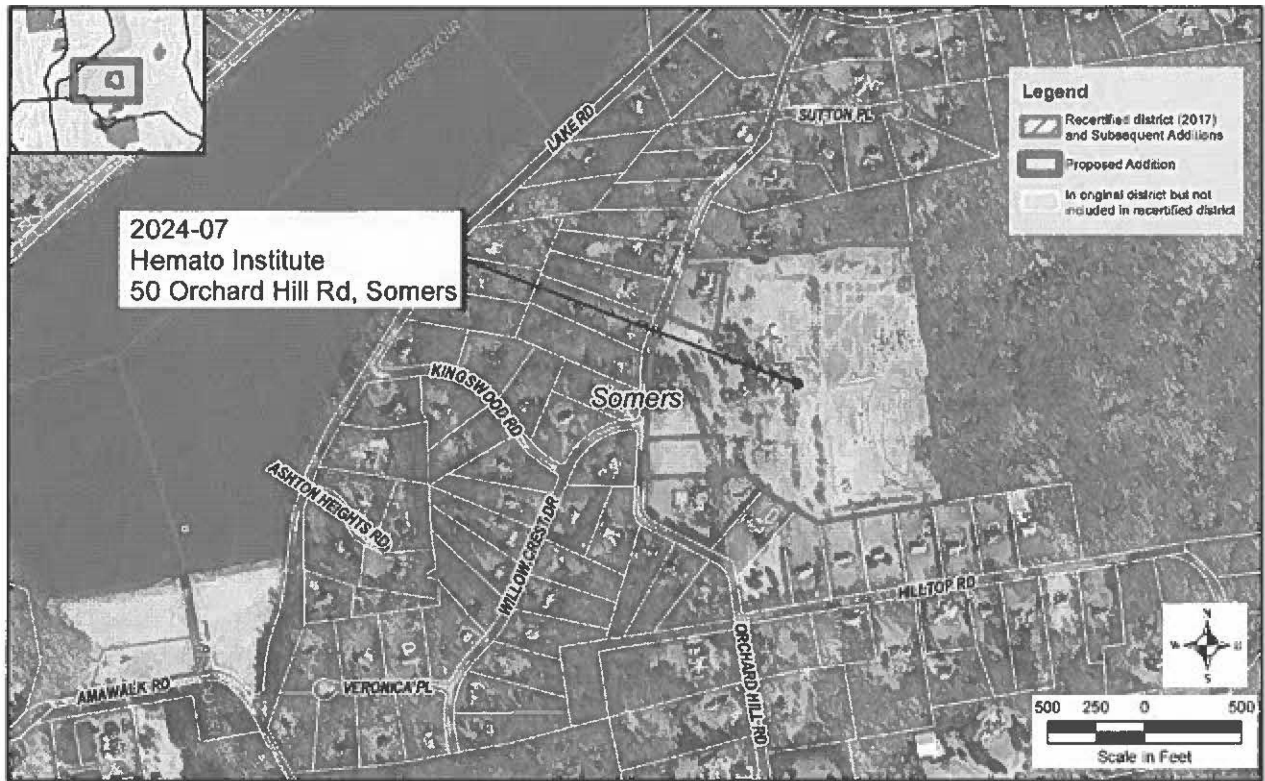 AMAWALK RESERVOIR
LAKE RD
SUTTON PL
Legend
Recertified district (2017)
and Subsequent Additions
Proposed Addition
In original district but not
included in recertified district
2024-07
Hemato Institute
50 Orchard Hill Rd, Somers
KINGSWOOD RD
Somers
ASHTON HEIGHTS RD
WILLOW CREST DR
HILLTOP RD
ORCHARD HILL RD
AMAWALK RD
VERONICA PL
N
W
E
S
500 250 0 500
Scale in Feet